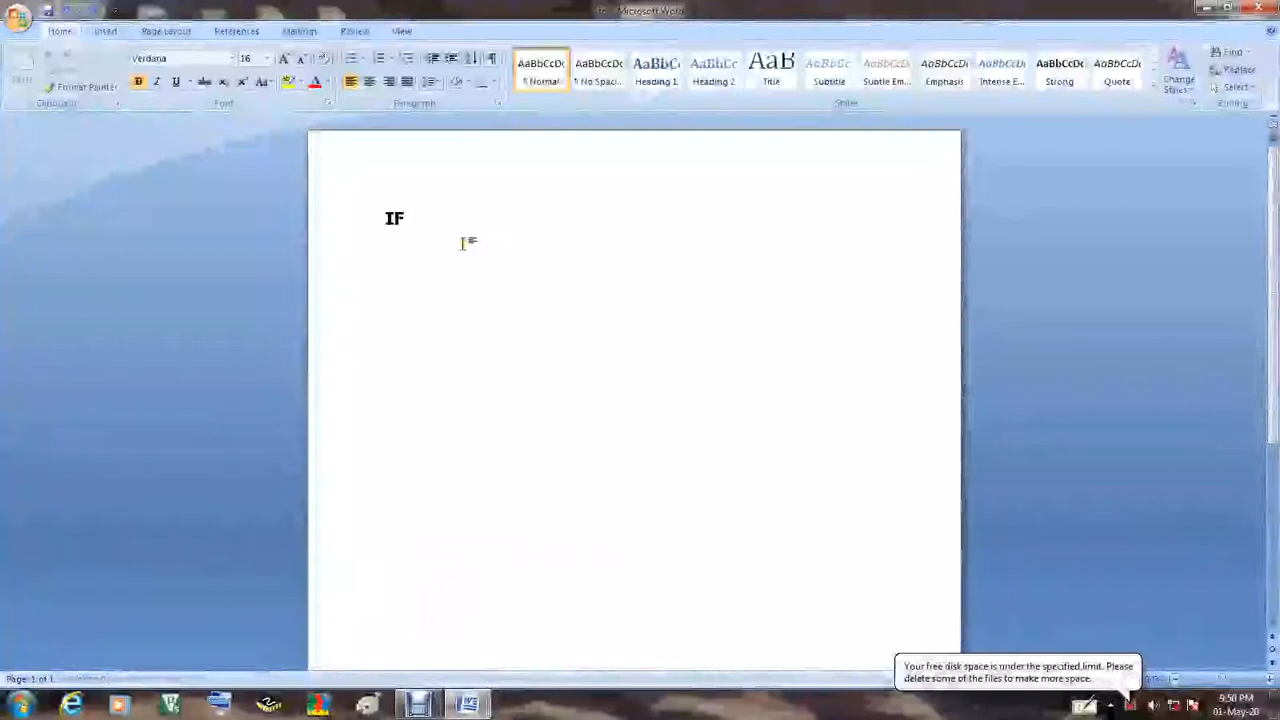 Microsoft Word
Home Insert Page Layout References Mailings Review View
Verdana 16
Format Painter
Font Paragraph Styles Editing
AaBbCcDc AaBbCcDc AaBbC AaBbCc AaB AaBbCc AaBbCcDc AaBbCcDc AaBbCcDc AaBbCcDc AaBbCcDc
¶ Normal ¶ No Spaci... Heading 1 Heading 2 Title Subtitle Subtle Em... Emphasis Intense E... Strong Quote
Change Styles
Find
Replace
Select
IF
Page: 1 of 1
Your free disk space is under the specified limit. Please
delete some of the files to make more space.
9:50 PM
01-May-20